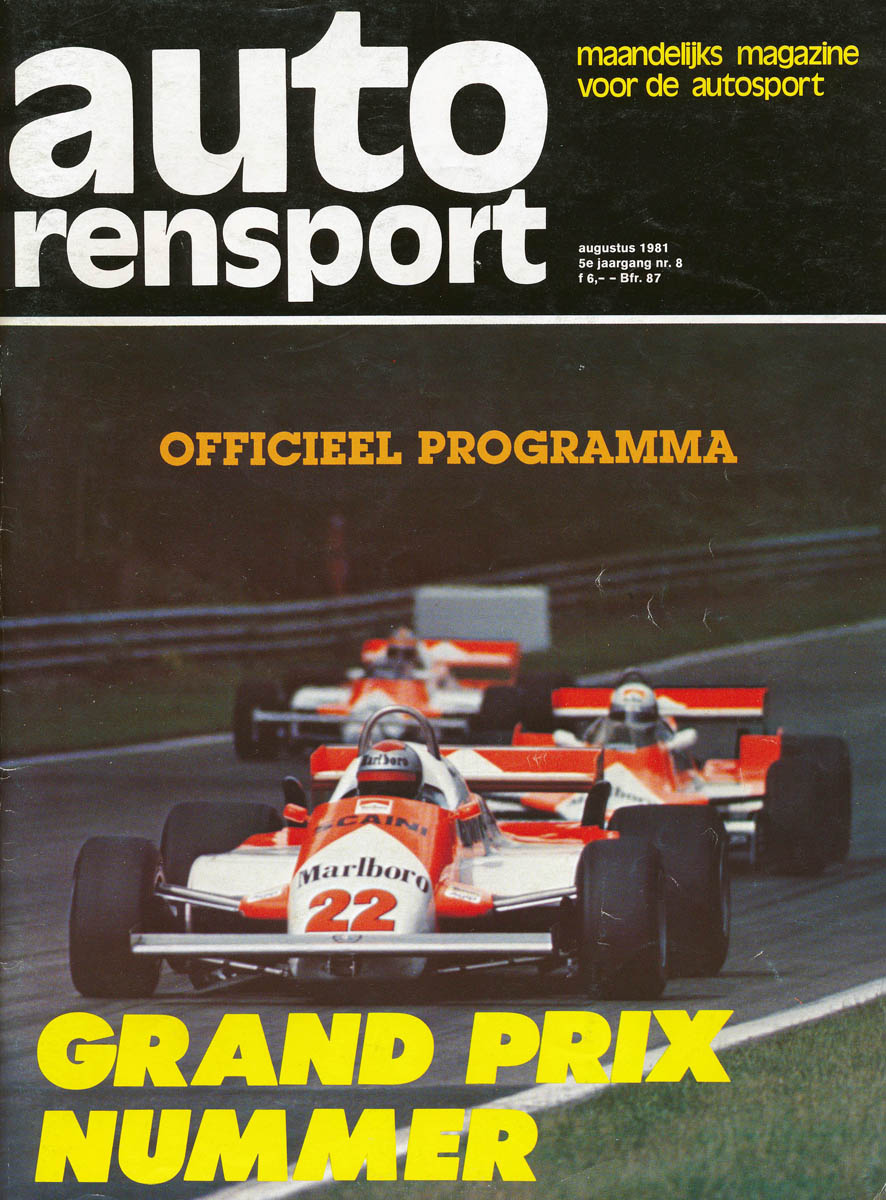 auto
rensport
maandelijks magazine
voor de autosport
augustus 1981
5e jaargang nr. 8
f 6,– – Bfr. 87
OFFICIEEL PROGRAMMA
Marlboro
SCAINI
Marlboro
22
GRAND PRIX
NUMMER